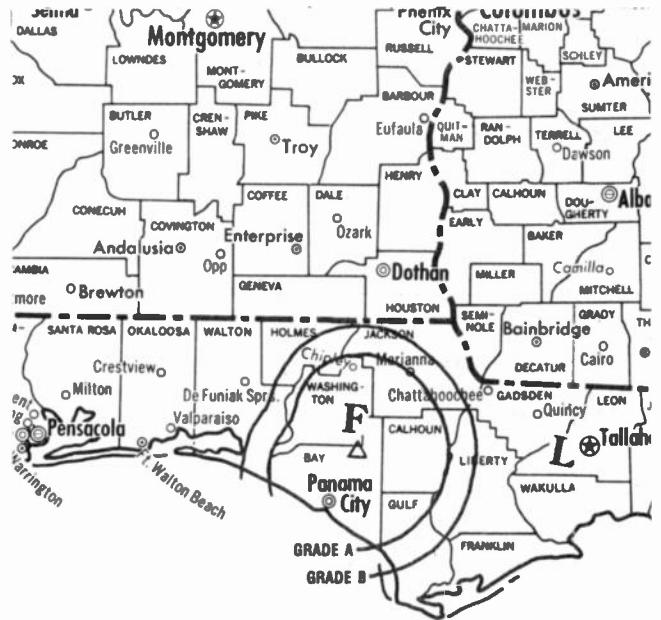 Selma
Phenix
City
Columbus
DALLAS
Montgomery
CHATTA-
HOOCHEE
MARION
RUSSELL
LOWNDES
BULLOCK
STEWART
SCHLEY
MONT-
GOMERY
WEB-
STER
Ameri
SUMTER
BUTLER
CREN-
SHAW
PIKE
BARBOUR
Eufaula
QUIT-
MAN
RAN-
DOLPH
TERRELL
LEE
Greenville
Troy
Dawson
ONROE
HENRY
CONECUH
COFFEE
DALE
CLAY
CALHOUN
DOU-
GHERTY
Alba
COVINGTON
Ozark
EARLY
BAKER
Andalusia
Enterprise
Opp
Dothan
MILLER
Camilla
MITCHELL
CAMBIA
Brewton
GENEVA
HOUSTON
SEMI-
NOLE
GRADY
TH
tmore
SANTA ROSA
OKALOOSA
WALTON
HOLMES
JACKSON
Bainbridge
Chipley
Marianna
DECATUR
Cairo
Crestview
WASHING-
TON
Milton
De Funiak Sprs.
Chattahoochee
GADSDEN
LEON
Valparaiso
F
Quincy
Pensacola
CALHOUN
L
Tallah
BAY
LIBERTY
Warrington
Ft. Walton Beach
Panama
City
GULF
WAKULLA
GRADE A
FRANKLIN
GRADE B